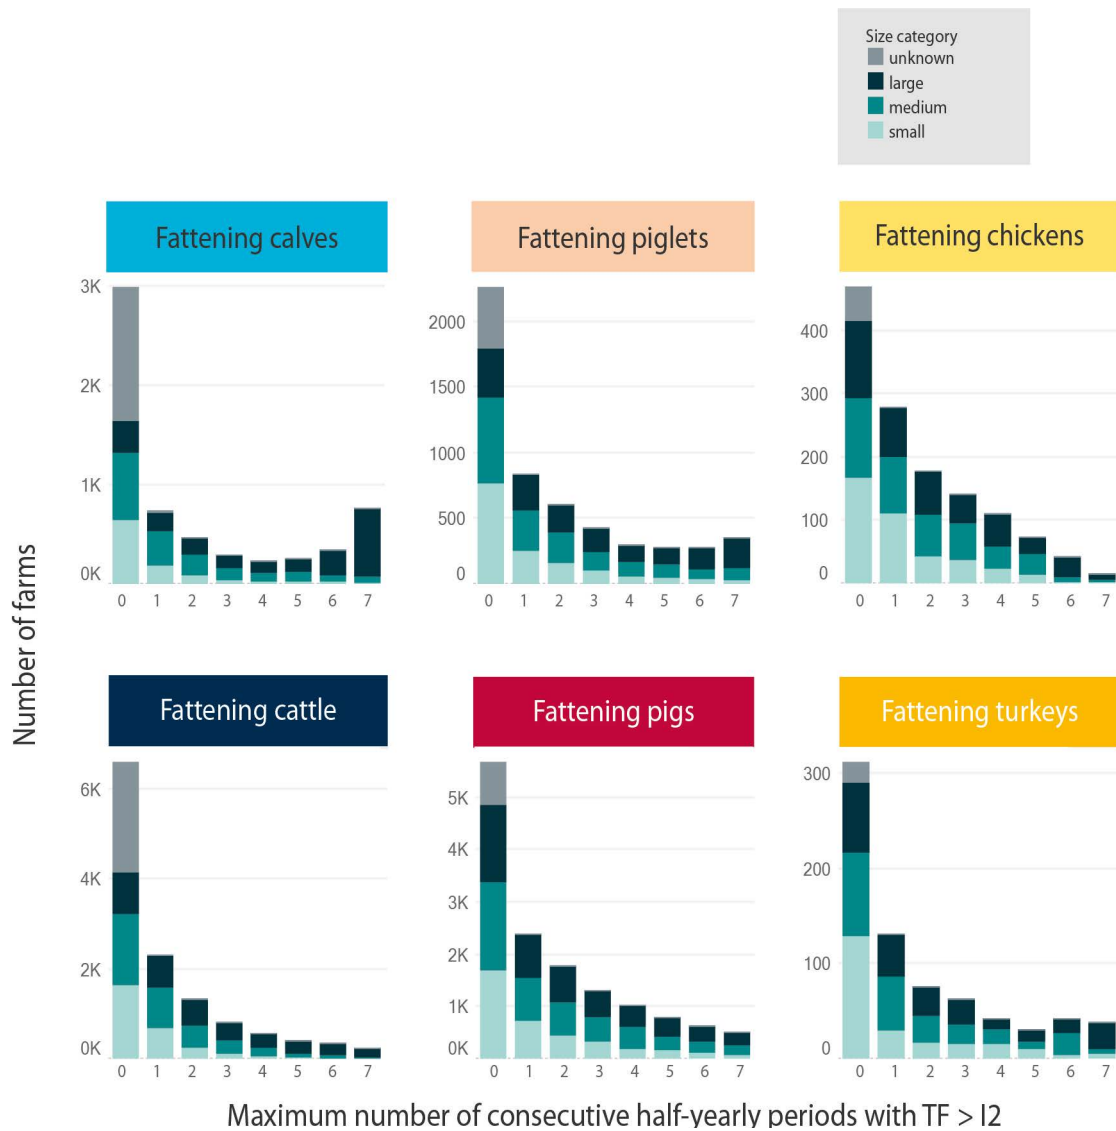 Size category
unknown
large
medium
small
Fattening calves
Fattening piglets
Fattening chickens
3K
2K
1K
0K
0 1 2 3 4 5 6 7
2000
1500
1000
500
0
0 1 2 3 4 5 6 7
400
300
200
100
0
0 1 2 3 4 5 6 7
Number of farms
Fattening cattle
Fattening pigs
Fattening turkeys
6K
4K
2K
0K
0 1 2 3 4 5 6 7
5K
4K
3K
2K
1K
0K
0 1 2 3 4 5 6 7
300
200
100
0
0 1 2 3 4 5 6 7
Maximum number of consecutive half-yearly periods with TF > I2